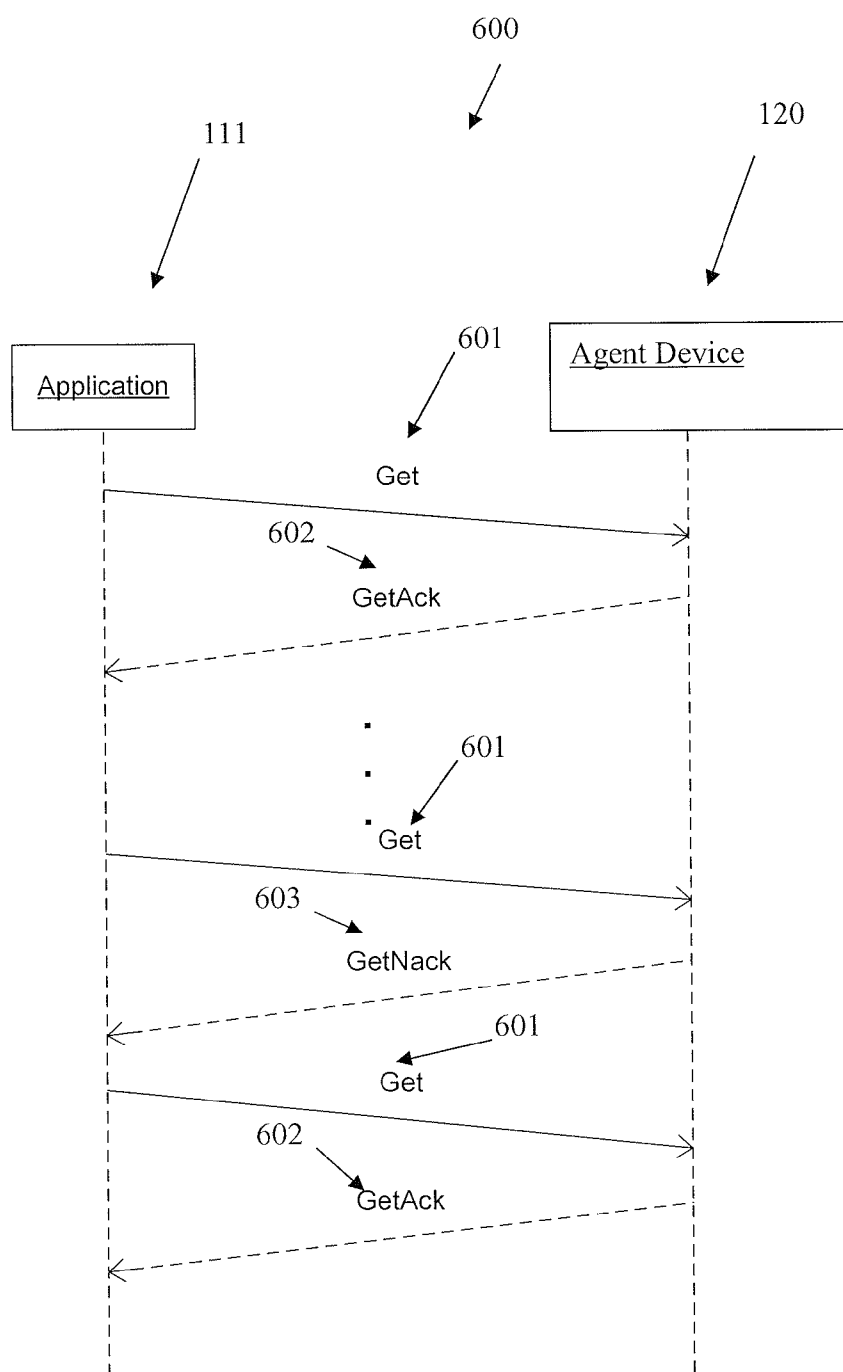 600
111
120
601
Application
Agent Device
Get
602
GetAck
601
Get
603
GetNack
601
Get
602
GetAck